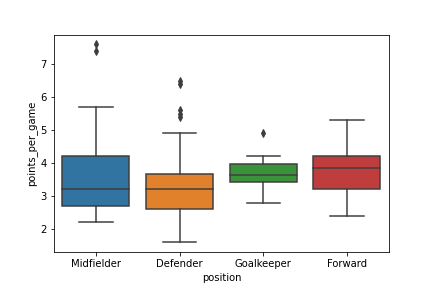 points_per_game
7
6
5
4
3
2
Midfielder
Defender
Goalkeeper
Forward
position